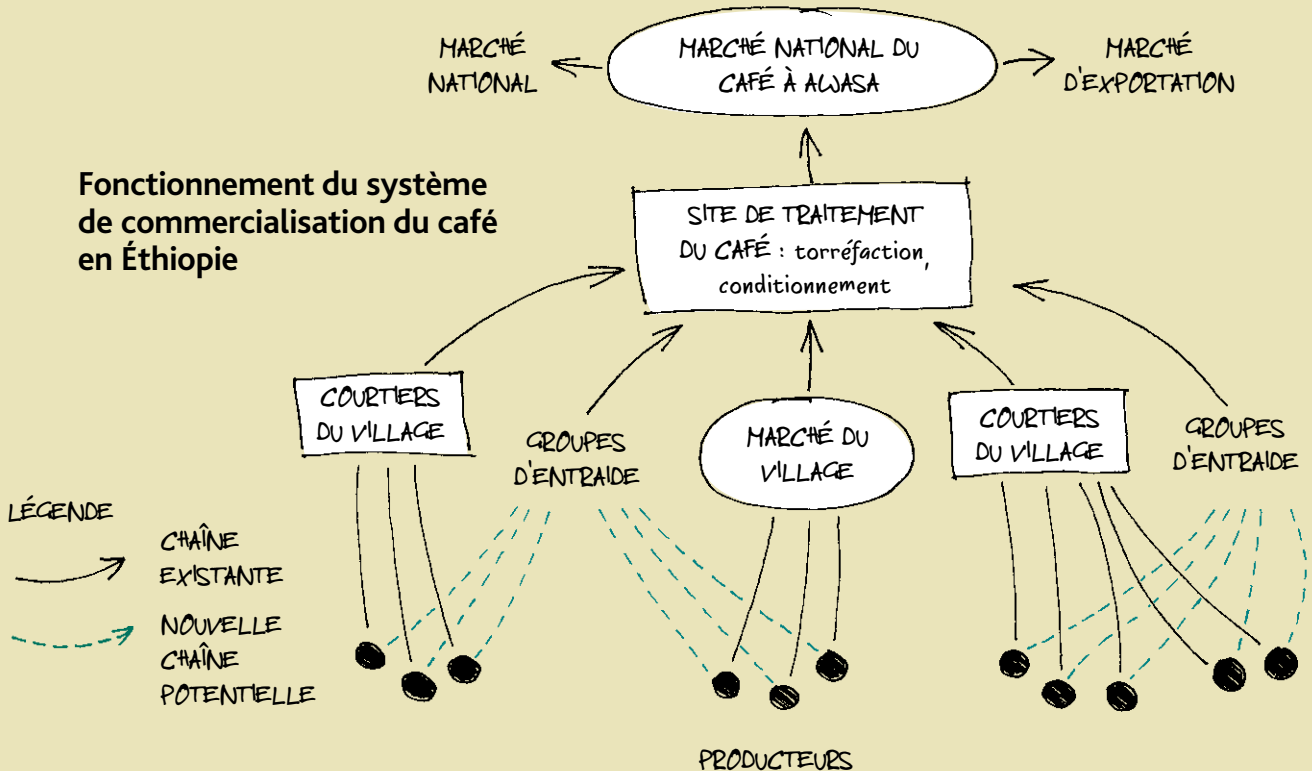 MARCHÉ
NATIONAL
MARCHÉ NATIONAL DU
CAFÉ À AWASA
MARCHÉ
D'EXPORTATION
Fonctionnement du système
de commercialisation du café
en Éthiopie
SITE DE TRAITEMENT
DU CAFÉ : torréfaction,
conditionnement
COURTIERS
DU VILLAGE
GROUPES
D'ENTRAIDE
MARCHÉ DU
VILLAGE
COURTIERS
DU VILLAGE
GROUPES
D'ENTRAIDE
LÉGENDE
CHAÎNE
EXISTANTE
NOUVELLE
CHAÎNE
POTENTIELLE
PRODUCTEURS